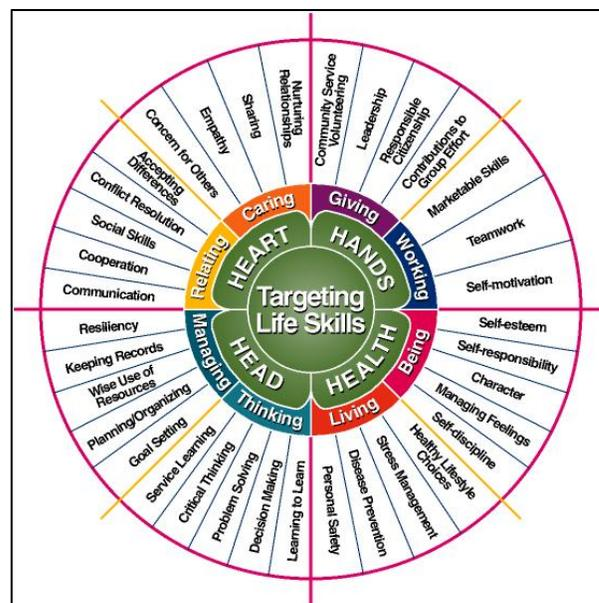 Targeting
Life Skills
HEART
HANDS
HEALTH
HEAD
Relating
Caring
Giving
Working
Being
Living
Thinking
Managing
Communication
Cooperation
Social Skills
Conflict Resolution
Accepting
Differences
Concern for Others
Empathy
Sharing
Nurturing
Relationships
Community Service
Volunteering
Leadership
Responsible
Citizenship
Contributions to
Group Effort
Marketable Skills
Teamwork
Self-motivation
Self-esteem
Self-responsibility
Character
Managing Feelings
Self-discipline
Healthy Lifestyle
Choices
Stress Management
Disease Prevention
Personal Safety
Learning to Learn
Decision Making
Problem Solving
Critical Thinking
Service Learning
Goal Setting
Planning/Organizing
Wise Use of
Resources
Keeping Records
Resiliency